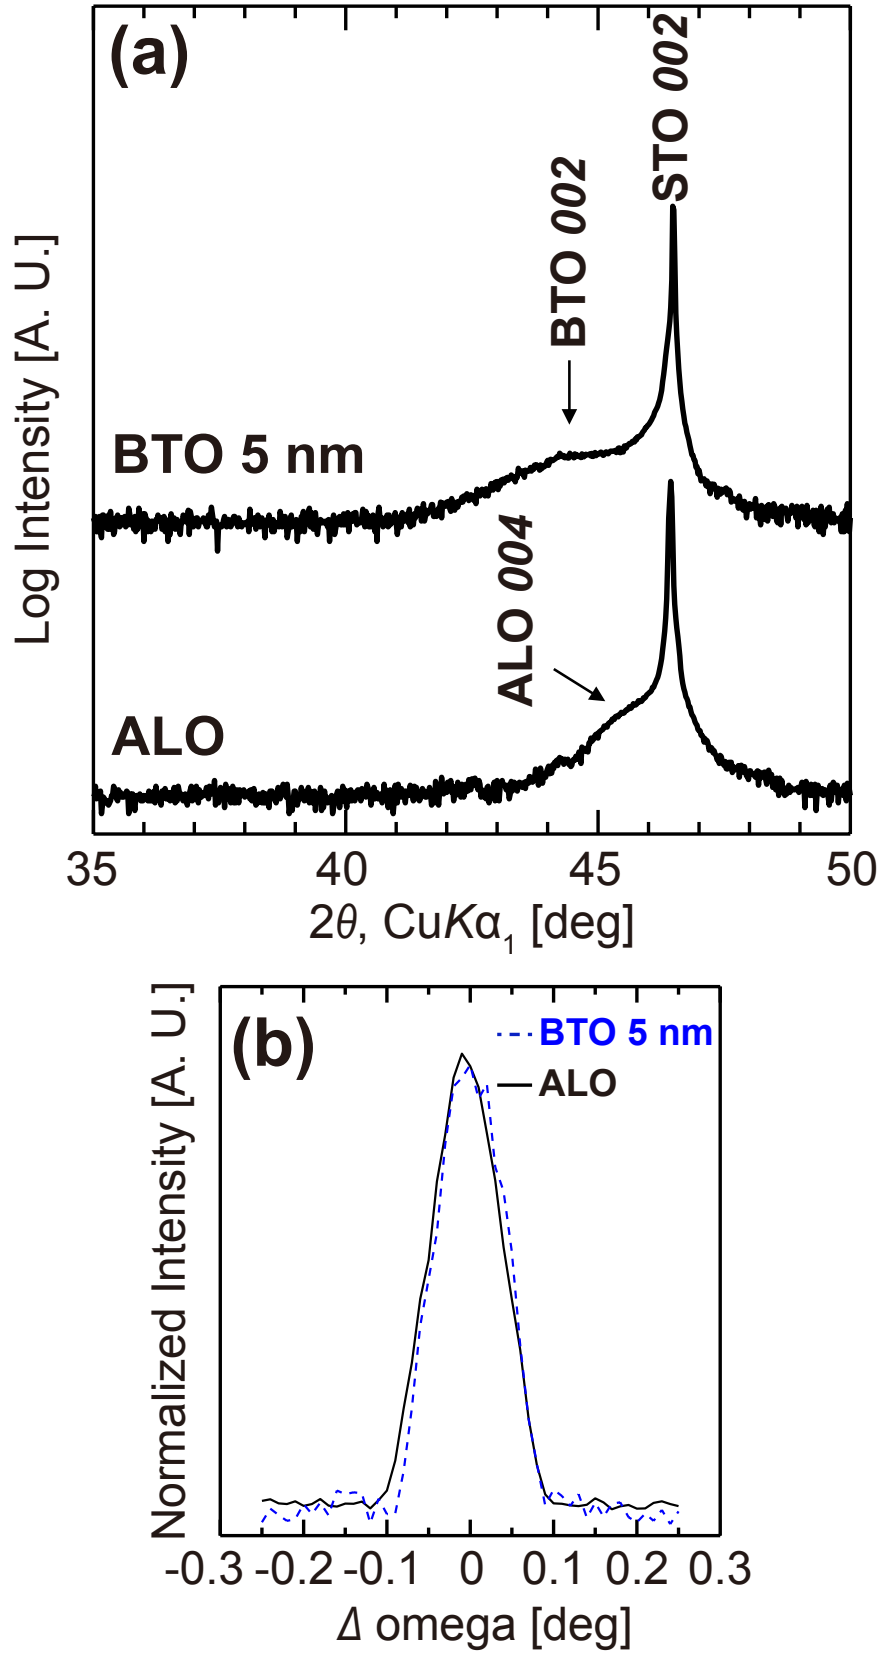 (a)
STO 002
BTO 002
BTO 5 nm
ALO 004
ALO
Log Intensity [A. U.]
35 40 45 50
2θ, CuKα₁ [deg]
(b)
BTO 5 nm
ALO
Normalized Intensity [A. U.]
-0.3 -0.2 -0.1 0 0.1 0.2 0.3
Δ omega [deg]